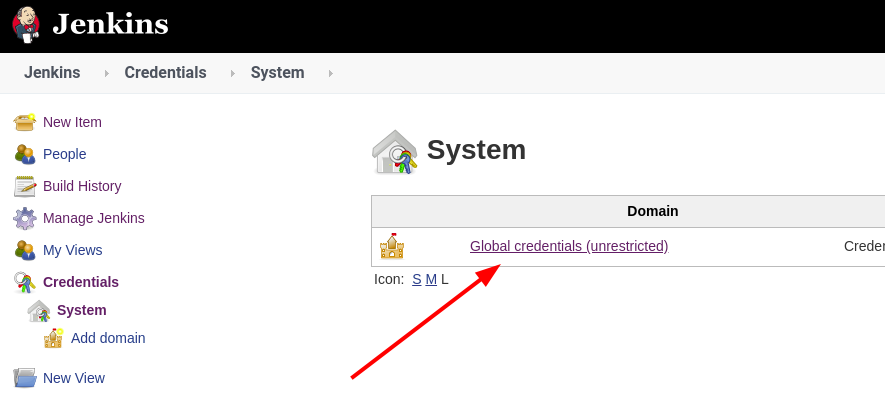 Jenkins
Jenkins Credentials System
New Item
People
Build History
Manage Jenkins
My Views
Credentials
System
Add domain
New View
System
Domain
Global credentials (unrestricted)
Icon: S M L